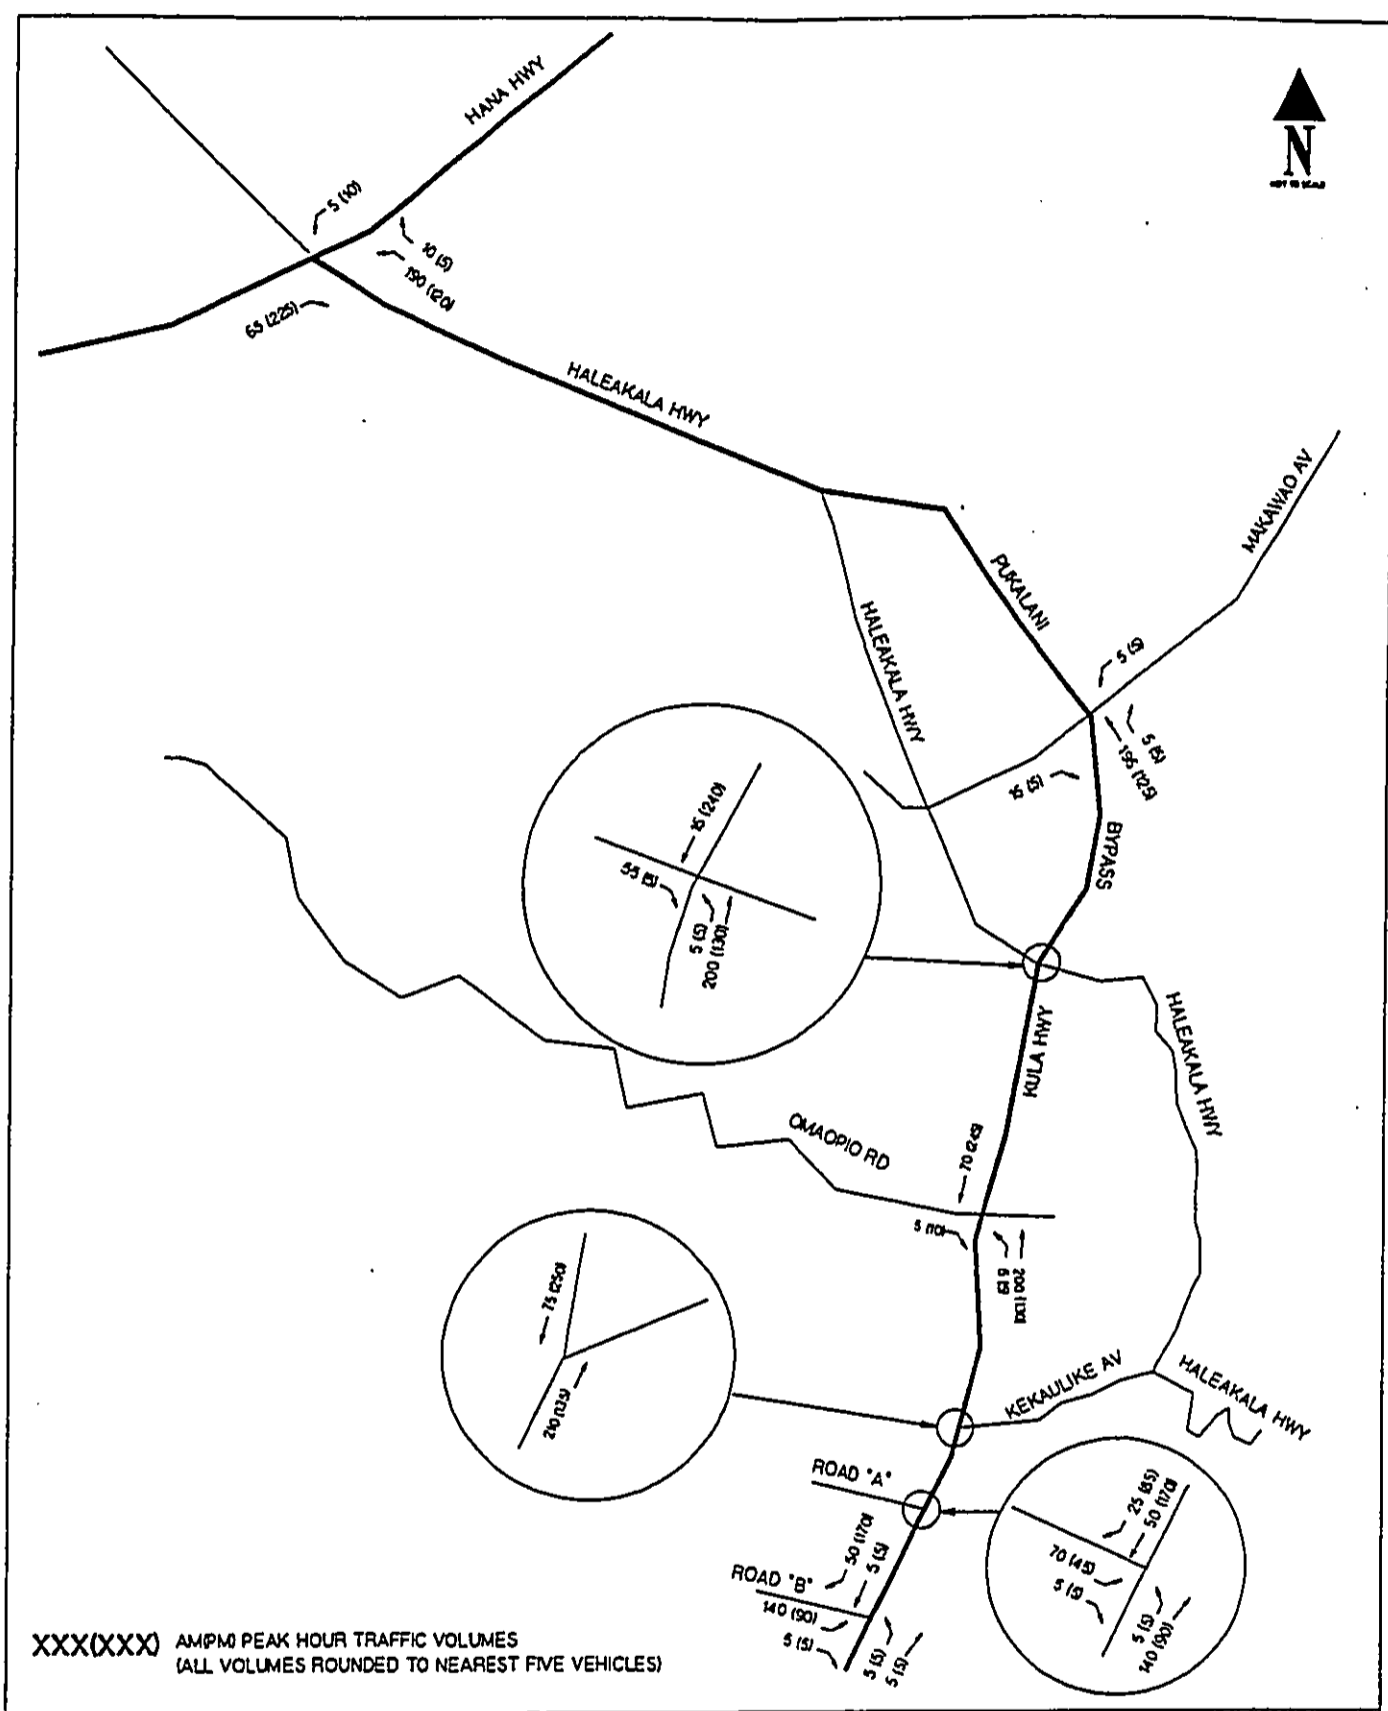 HANA HWY
N
NOT TO SCALE
5 (10)
10 (5)
190 (120)
65 (225)
HALEAKALA HWY
MAKAWAO AV
PUKALANI
HALEAKALA HWY
5 (5)
5 (5)
195 (125)
15 (5)
BYPASS
15 (240)
55 (5)
5 (5)
200 (130)
KULA HWY
HALEAKALA HWY
OMAOPIO RD
70 (245)
5 (10)
200 (130)
75 (250)
210 (135)
KEKAULIKE AV
HALEAKALA HWY
ROAD "A"
25 (85)
50 (170)
70 (45)
5 (5)
5 (5)
140 (90)
50 (170)
5 (5)
ROAD "B"
140 (90)
5 (5)
5 (5)
5 (5)
XXX(XXX) AM(PM) PEAK HOUR TRAFFIC VOLUMES
(ALL VOLUMES ROUNDED TO NEAREST FIVE VEHICLES)